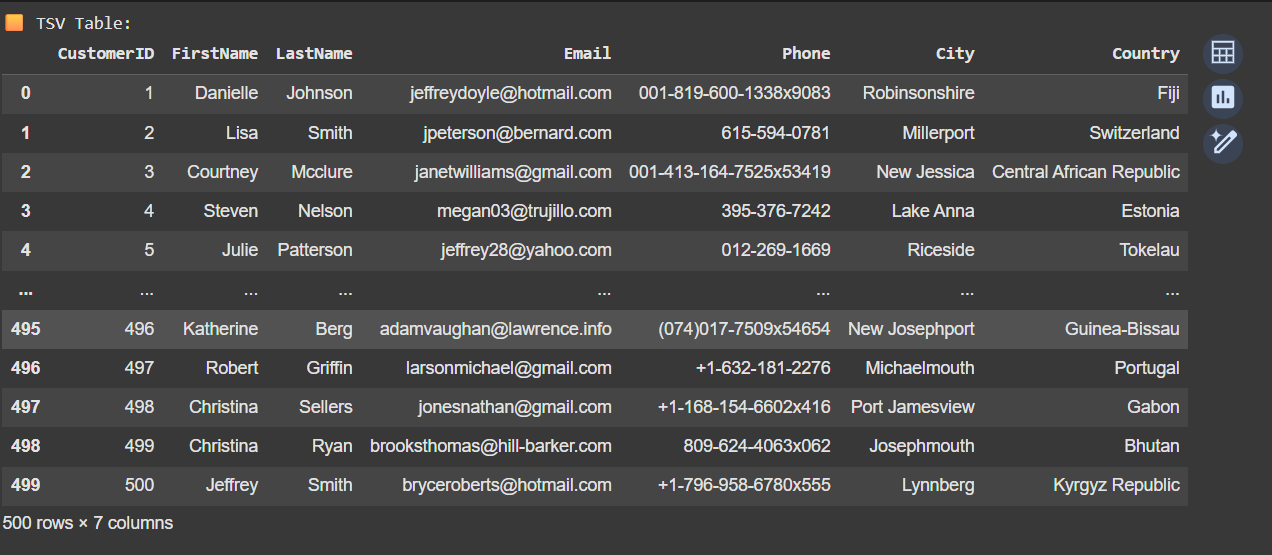 TSV Table:
CustomerID FirstName LastName Email Phone City Country
0 1 Danielle Johnson jeffreydoyle@hotmail.com 001-819-600-1338x9083 Robinsonshire Fiji
1 2 Lisa Smith jpeterson@bernard.com 615-594-0781 Millerport Switzerland
2 3 Courtney Mcclure janetwilliams@gmail.com 001-413-164-7525x53419 New Jessica Central African Republic
3 4 Steven Nelson megan03@trujillo.com 395-376-7242 Lake Anna Estonia
4 5 Julie Patterson jeffrey28@yahoo.com 012-269-1669 Riceside Tokelau
... ... ... ... ... ... ... ...
495 496 Katherine Berg adamvaughan@lawrence.info (074)017-7509x54654 New Josephport Guinea-Bissau
496 497 Robert Griffin larsonmichael@gmail.com +1-632-181-2276 Michaelmouth Portugal
497 498 Christina Sellers jonesnathan@gmail.com +1-168-154-6602x416 Port Jamesview Gabon
498 499 Christina Ryan brooksthomas@hill-barker.com 809-624-4063x062 Josephmouth Bhutan
499 500 Jeffrey Smith bryceroberts@hotmail.com +1-796-958-6780x555 Lynnberg Kyrgyz Republic
500 rows × 7 columns